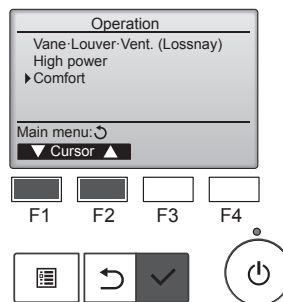 Operation
Vane·Louver·Vent. (Lossnay)
High power
Comfort
Main menu:
Cursor
F1 F2 F3 F4